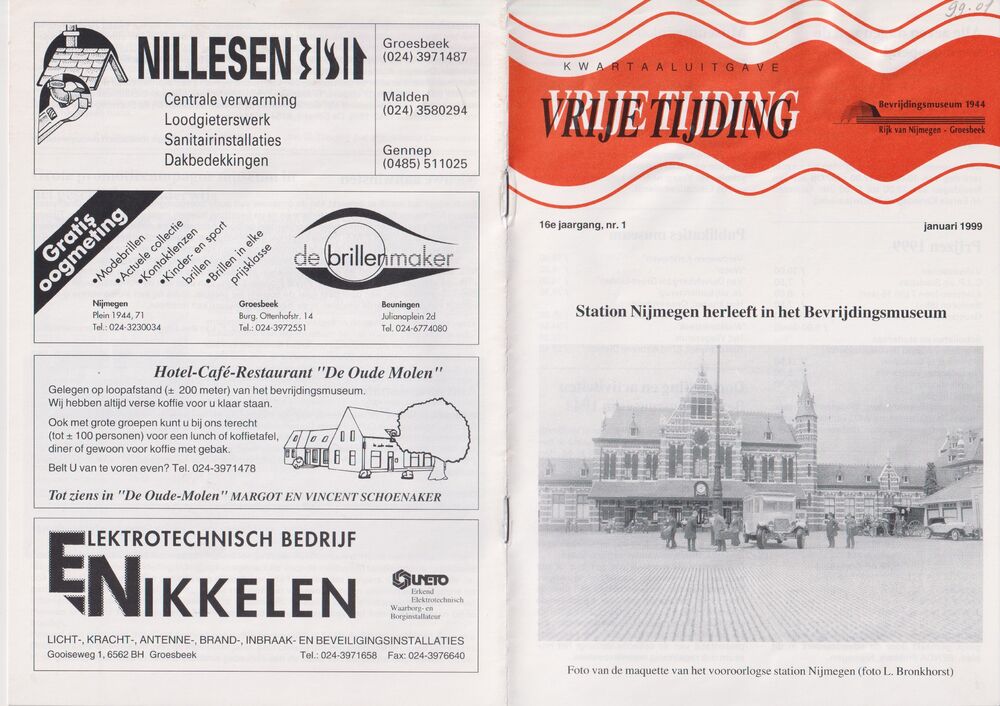 NILLESEN
Centrale verwarming
Loodgieterswerk
Sanitairinstallaties
Dakbedekkingen
Groesbeek
(024) 3971487
Malden
(024) 3580294
Gennep
(0485) 511025
Gratis
oogmeting
•Modebrillen
•Actuele collectie
•Kontaktlenzen
•Kinder- en sport
brillen
•Brillen in elke
prijsklasse
de brillenmaker
Nijmegen
Plein 1944, 71
Tel.: 024-3230034
Groesbeek
Burg. Ottenhofstr. 14
Tel.: 024-3972551
Beuningen
Julianaplein 2d
Tel. 024-6774080
Hotel-Café-Restaurant "De Oude Molen"
Gelegen op loopafstand (± 200 meter) van het bevrijdingsmuseum.
Wij hebben altijd verse koffie voor u klaar staan.
Ook met grote groepen kunt u bij ons terecht
(tot ± 100 personen) voor een lunch of koffietafel,
diner of gewoon voor koffie met gebak.
Belt U van te voren even? Tel. 024-3971478
Tot ziens in "De Oude-Molen" MARGOT EN VINCENT SCHOENAKER
ELEKTROTECHNISCH BEDRIJF
NIKKELEN
UNETO
Erkend
Elektrotechnisch
Waarborg- en
Borginstallateur
LICHT-, KRACHT-, ANTENNE-, BRAND-, INBRAAK- EN BEVEILIGINGSINSTALLATIES
Gooiseweg 1, 6562 BH Groesbeek Tel.: 024-3971658 Fax: 024-3976640
99.01
KWARTAALUITGAVE
VRIJE TIJDING
Bevrijdingsmuseum 1944
Rijk van Nijmegen - Groesbeek
16e jaargang, nr. 1 januari 1999
Station Nijmegen herleeft in het Bevrijdingsmuseum
Foto van de maquette van het vooroorlogse station Nijmegen (foto L. Bronkhorst)